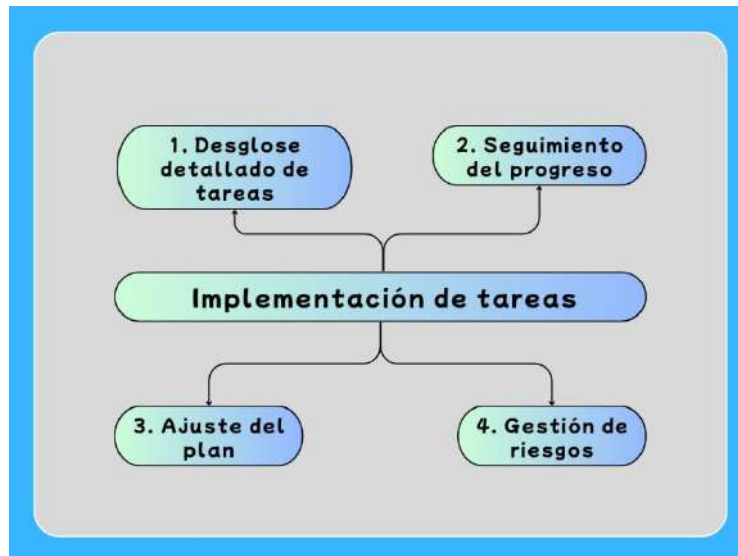 1. Desglose
detallado de
tareas
2. Seguimiento
del progreso
Implementación de tareas
3. Ajuste del
plan
4. Gestión de
riesgos